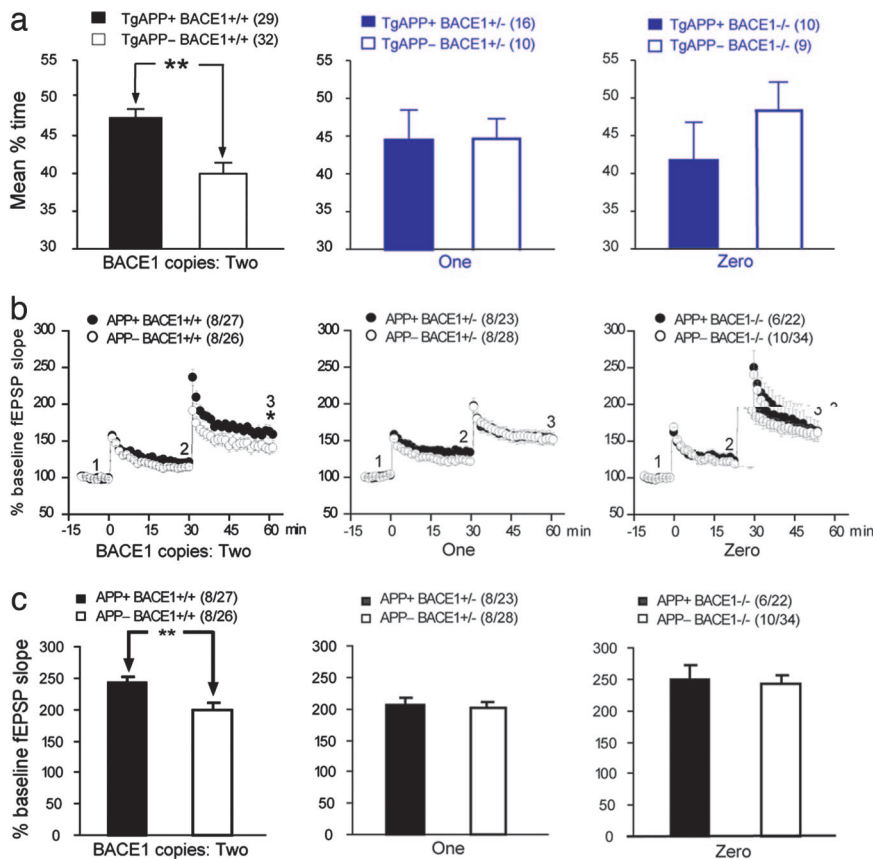 a
TgAPP+ BACE1+/+ (29)
TgAPP– BACE1+/+ (32)
TgAPP+ BACE1+/- (16)
TgAPP– BACE1+/- (10)
TgAPP+ BACE1-/- (10)
TgAPP– BACE1-/- (9)
Mean % time
55
50
45
40
35
30
**
BACE1 copies: Two
55
50
45
40
35
30
One
55
50
45
40
35
30
Zero
b
APP+ BACE1+/+ (8/27)
APP– BACE1+/+ (8/26)
APP+ BACE1+/- (8/23)
APP– BACE1+/- (8/28)
APP+ BACE1-/- (6/22)
APP– BACE1-/- (10/34)
% baseline fEPSP slope
300
250
200
150
100
50
1
2
3
*
-15 0 15 30 45 60 min
BACE1 copies: Two
300
250
200
150
100
50
1
2
3
-15 0 15 30 45 60 min
One
300
250
200
150
100
50
1
2
-15 0 15 30 45 60 min
Zero
c
APP+ BACE1+/+ (8/27)
APP– BACE1+/+ (8/26)
APP+ BACE1+/- (8/23)
APP– BACE1+/- (8/28)
APP+ BACE1-/- (6/22)
APP– BACE1-/- (10/34)
% baseline fEPSP slope
300
250
200
150
100
50
0
**
BACE1 copies: Two
300
250
200
150
100
50
0
One
300
250
200
150
100
50
0
Zero